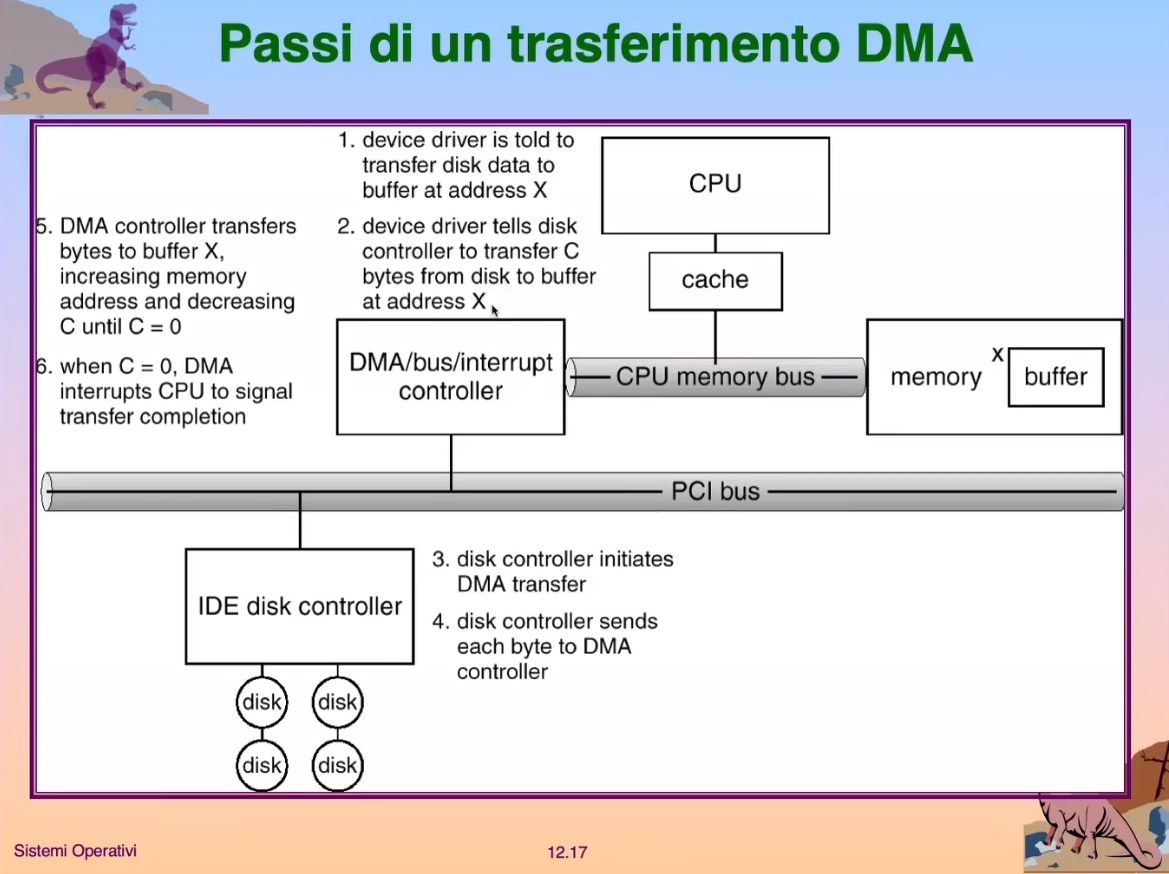 Passi di un trasferimento DMA
1. device driver is told to
transfer disk data to
buffer at address X
2. device driver tells disk
controller to transfer C
bytes from disk to buffer
at address X
5. DMA controller transfers
bytes to buffer X,
increasing memory
address and decreasing
C until C = 0
6. when C = 0, DMA
interrupts CPU to signal
transfer completion
CPU
cache
DMA/bus/interrupt
controller
CPU memory bus
memory
x
buffer
PCI bus
IDE disk controller
3. disk controller initiates
DMA transfer
4. disk controller sends
each byte to DMA
controller
disk
disk
disk
disk
Sistemi Operativi
12.17